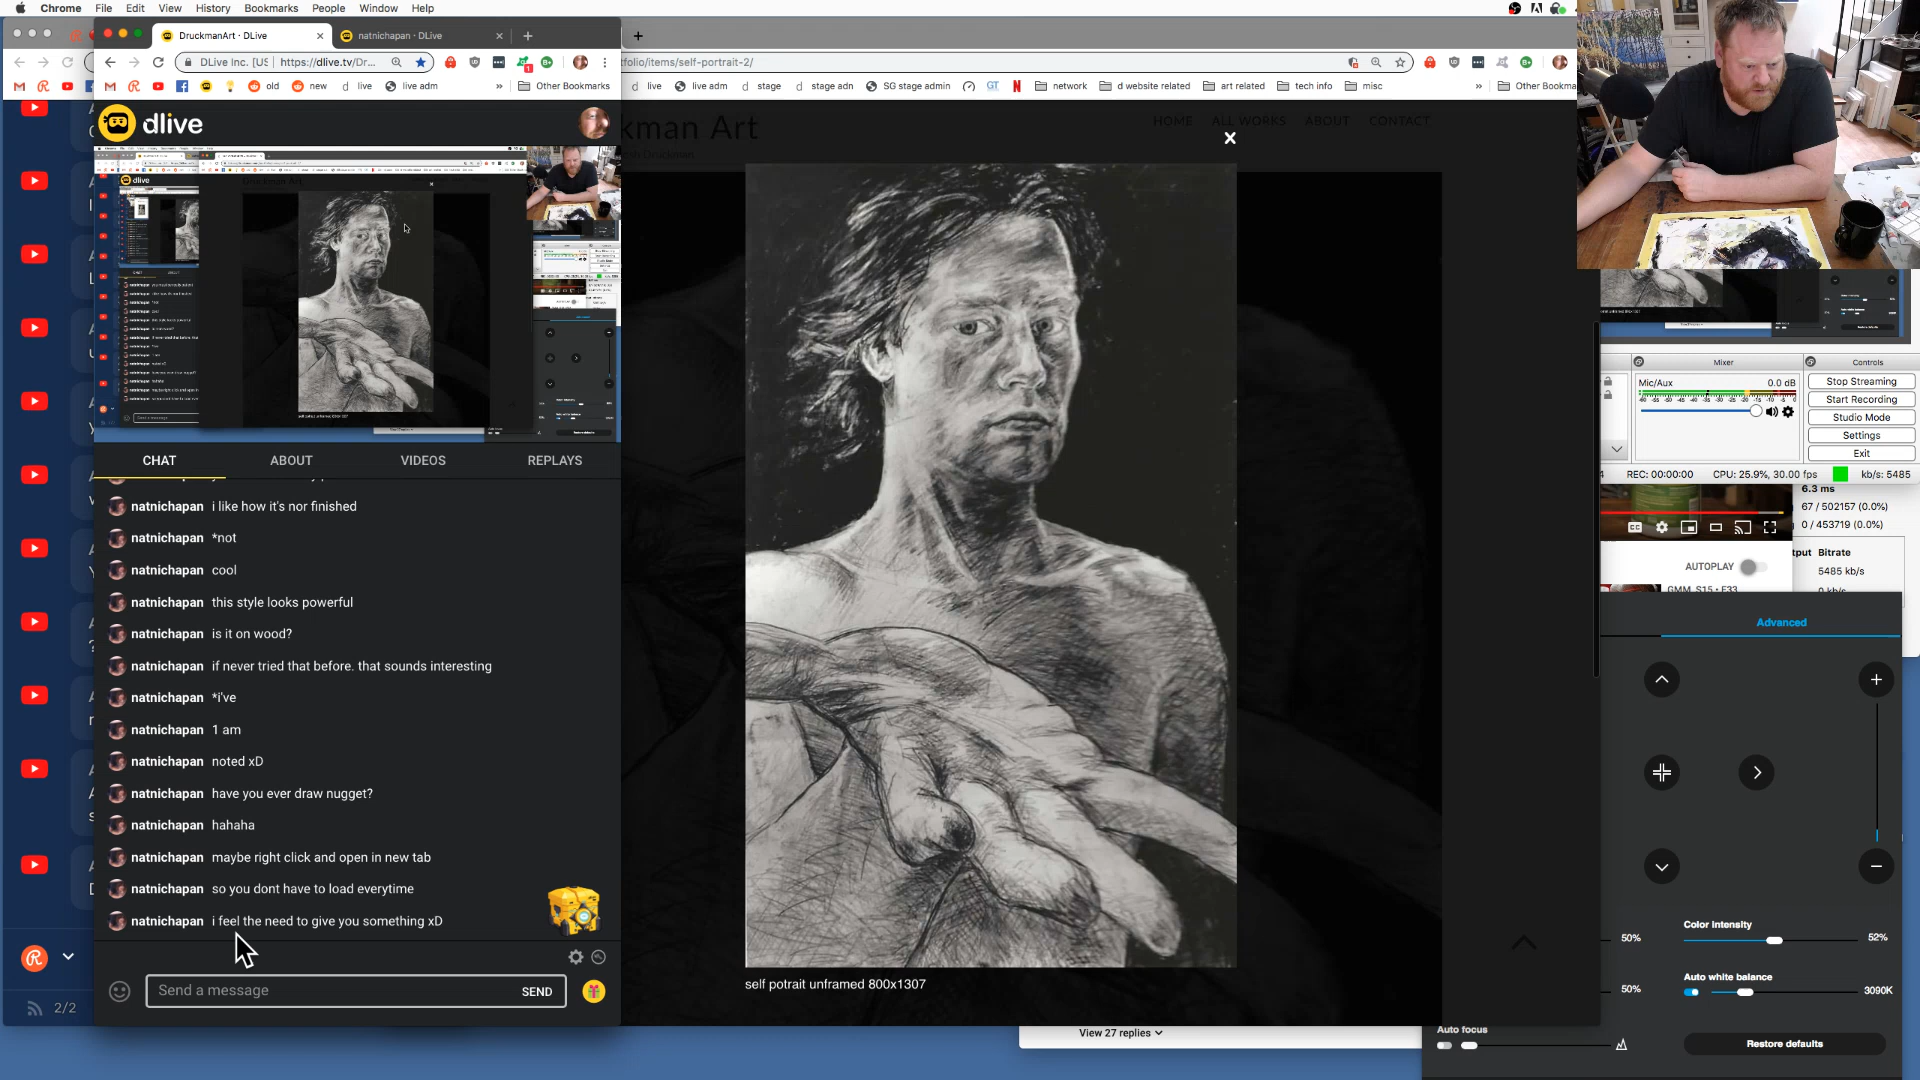 Chrome File Edit View History Bookmarks People Window Help
DruckmanArt · DLive
natnichapan · DLive
DLive Inc. [US
https://dlive.tv/Dr...
tfolio/items/self-portrait-2/
old new d live live adm » Other Bookmarks
d live live adm d stage d stage adn SG stage admin GT network d website related art related tech info misc » Other Bookma
dlive
kman Art
HOME ALL WORKS ABOUT CONTACT
Druckman
CHAT ABOUT VIDEOS REPLAYS
natnichapan i like how it's nor finished
natnichapan *not
natnichapan cool
natnichapan this style looks powerful
natnichapan is it on wood?
natnichapan if never tried that before. that sounds interesting
natnichapan *i've
natnichapan 1 am
natnichapan noted xD
natnichapan have you ever draw nugget?
natnichapan hahaha
natnichapan maybe right click and open in new tab
natnichapan so you dont have to load everytime
natnichapan i feel the need to give you something xD
Send a message SEND
2/2
self potrait unframed 800x1307
View 27 replies
Mixer Controls
Mic/Aux 0.0 dB
Stop Streaming
Start Recording
Studio Mode
Settings
Exit
REC: 00:00:00 CPU: 25.9%, 30.00 fps kb/s: 5485
6.3 ms
67 / 502157 (0.0%)
0 / 453719 (0.0%)
tput Bitrate
5485 kb/s
0 kb/s
AUTOPLAY
GMM S15 • E33
Advanced
Color intensity
50% 52%
Auto white balance
50% 3090K
Auto focus
Restore defaults